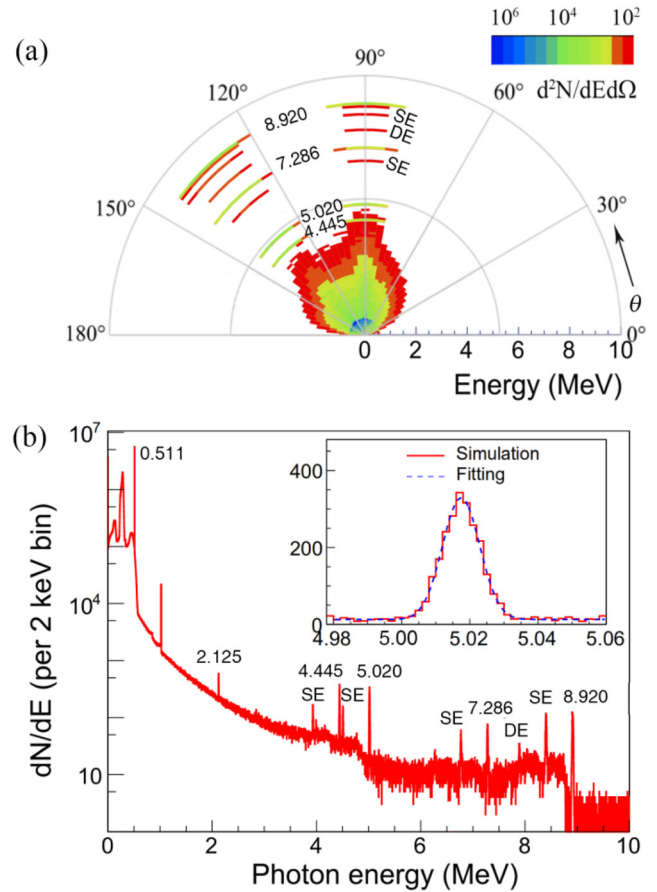 (a)
10⁶ 10⁴ 10²
d²N/dEdΩ
90°
120° 60°
8.920 SE
DE
7.286 SE
150° 5.020 30°
4.445
θ
180° 0°
0 2 4 6 8 10
Energy (MeV)
(b)
10⁷
0.511
Simulation
Fitting
400
200
0
4.98 5.00 5.02 5.04 5.06
10⁴
dN/dE (per 2 keV bin)
2.125
4.445 5.020
SE SE
SE 7.286 DE SE 8.920
10
0 2 4 6 8 10
Photon energy (MeV)